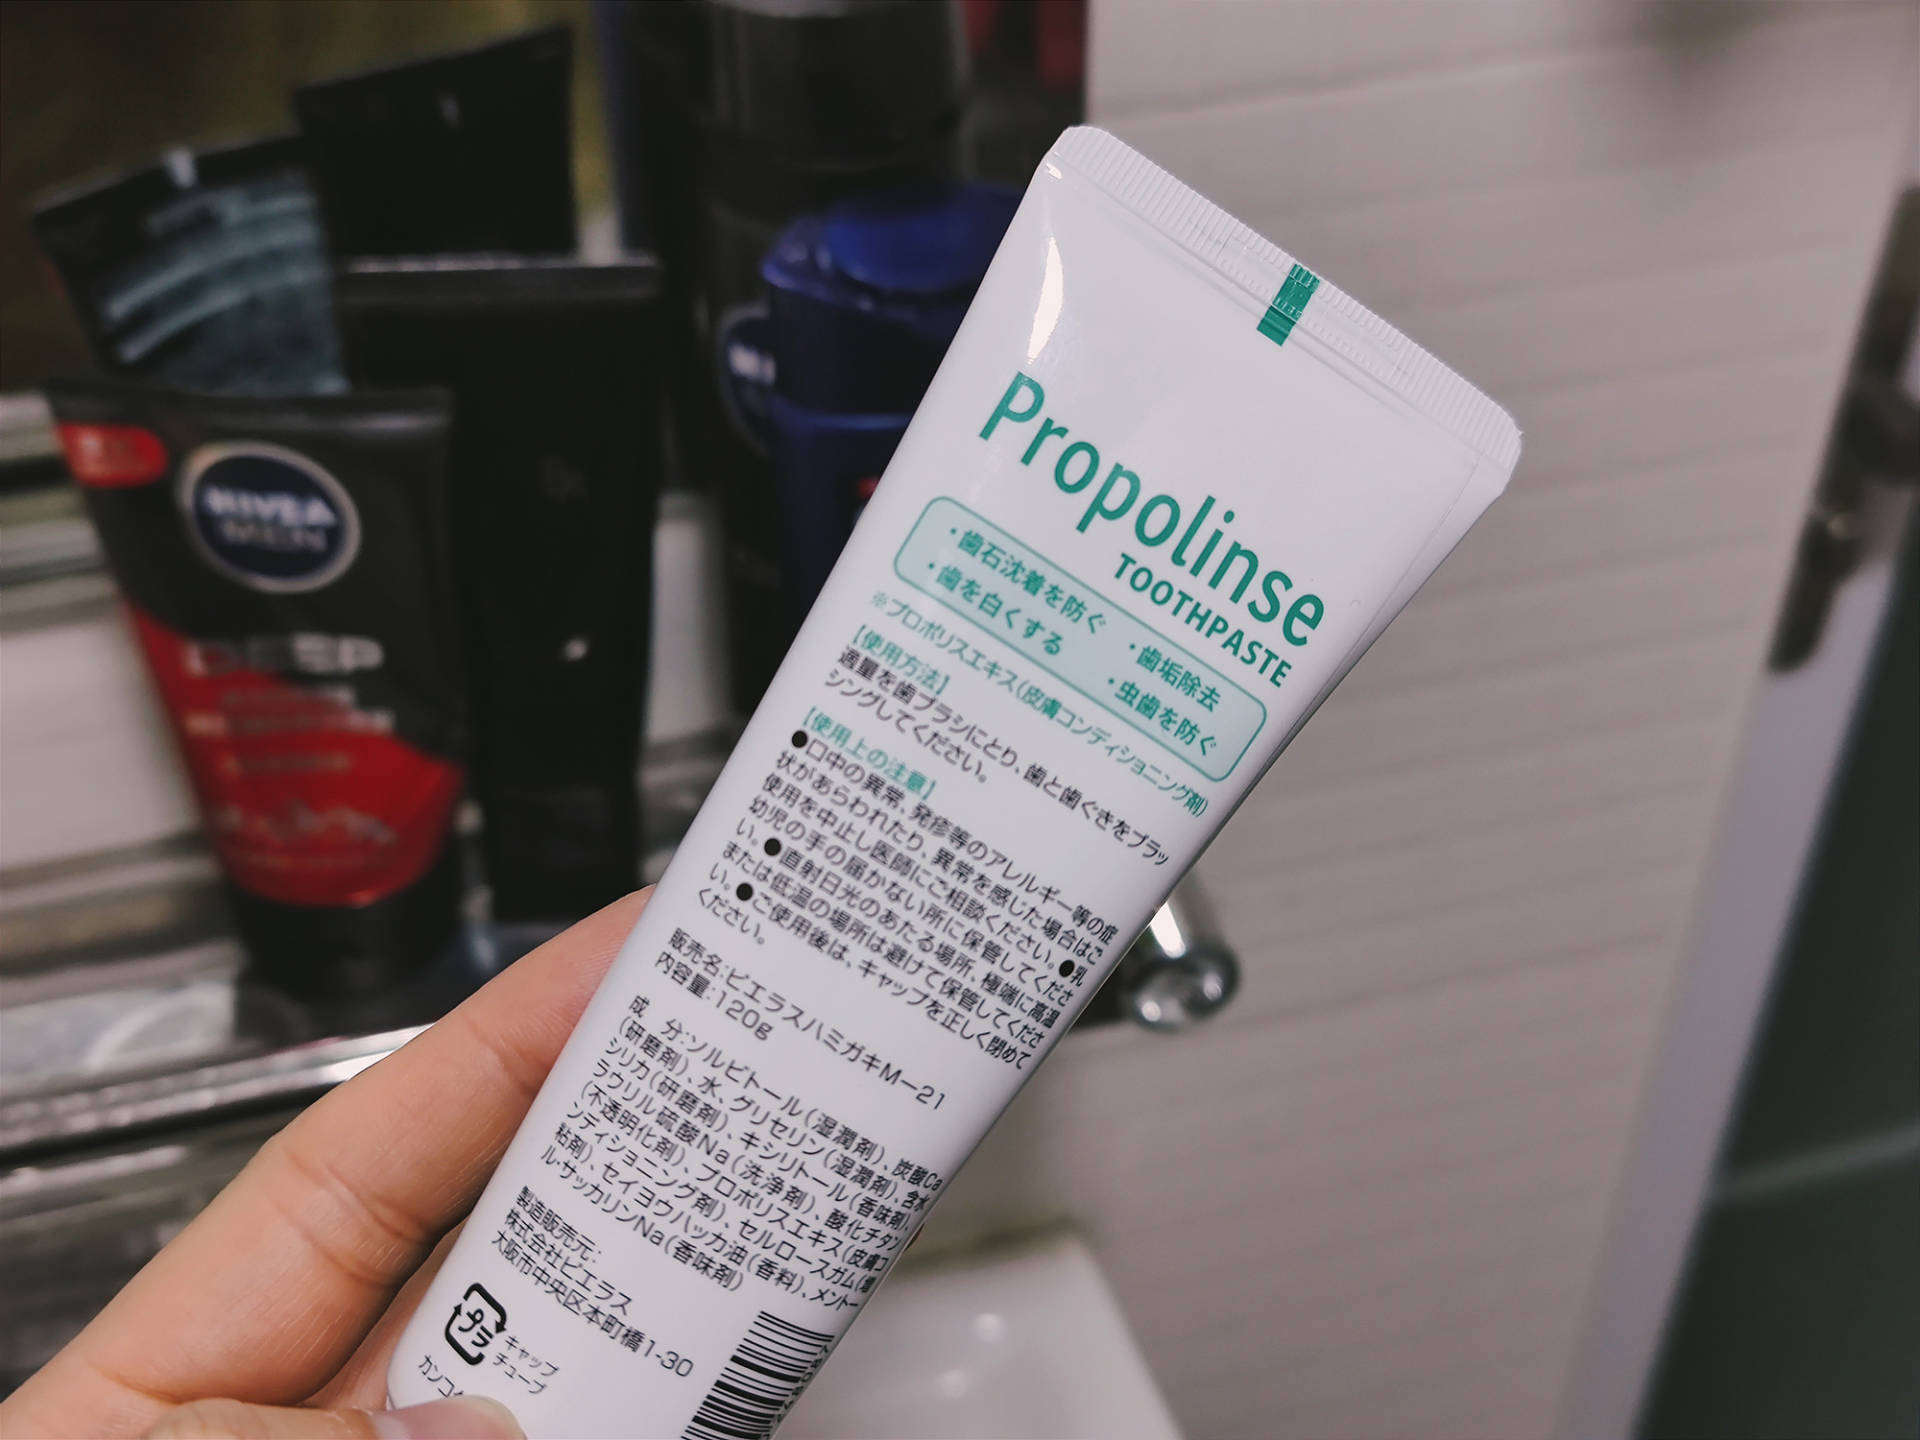 Propolinse
TOOTHPASTE
・歯石沈着を防ぐ ・歯垢除去
・歯を白くする ・虫歯を防ぐ
※プロポリスエキス(皮膚コンディショニング剤)
【使用方法】
適量を歯ブラシにとり、歯と歯ぐきをブラッ
シングしてください。
【使用上の注意】
●口中の異常、発疹等のアレルギー等の症
状があらわれたり、異常を感じた場合はご
使用を中止し医師にご相談ください。●乳
幼児の手の届かない所に保管してくださ
い。●直射日光のあたる場所、極端に高温
または低温の場所は避けて保管してくださ
い。●ご使用後は、キャップを正しく閉めて
ください。
販売名:ピエラスハミガキM-21
内容量:120g
成 分:ソルビトール(湿潤剤)、炭酸Ca
(研磨剤)、水、グリセリン(湿潤剤)、含水
シリカ(研磨剤)、キシリトール(香味剤)、
ラウリル硫酸Na(洗浄剤)、酸化チタン
(不透明化剤)、プロポリスエキス(皮膚コ
ンディショニング剤)、セルロースガム(増
粘剤)、セイヨウハッカ油(香料)、メントー
ル・サッカリンNa(香味剤)
製造販売元:
株式会社ピエラス
大阪市中央区本町橋1-30
プラ
キャップ
チューブ
カンコ
NIVEA
MEN
DEEP